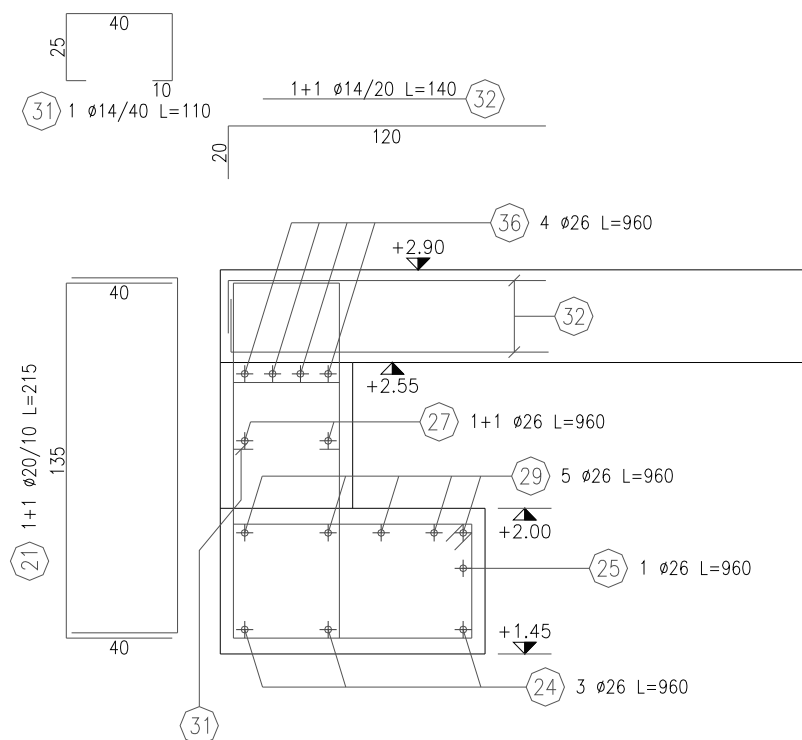 40
25
10
31 1 ø14/40 L=110
1+1 ø14/20 L=140 32
120
20
36 4 ø26 L=960
+2.90
40
32
+2.55
21 1+1 ø20/10 L=215
135
27 1+1 ø26 L=960
29 5 ø26 L=960
+2.00
25 1 ø26 L=960
+1.45
40
24 3 ø26 L=960
31